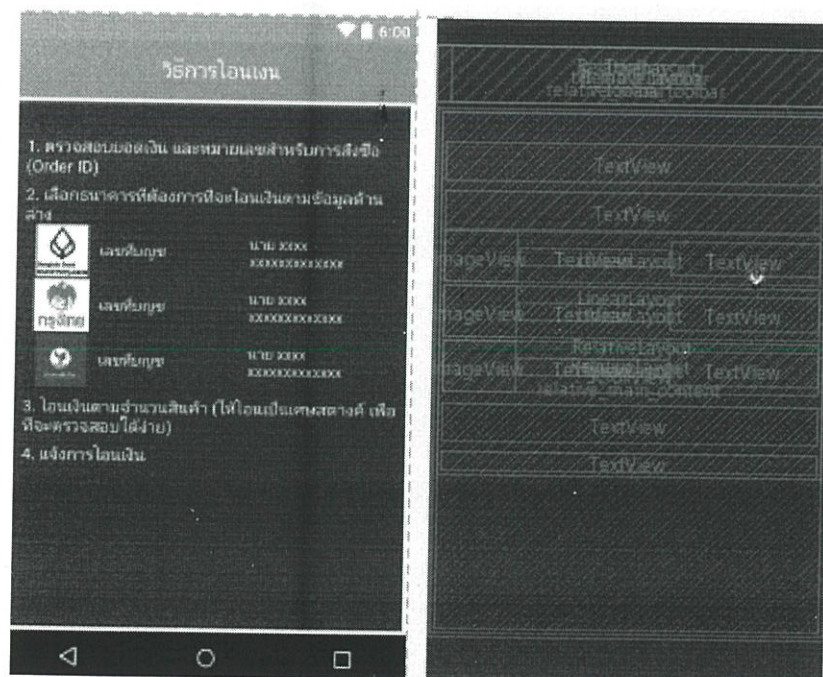 6:00
วิธีการโอนเงน
relative_main_toolbar
1. ตรวจสอบยอดเงิน และหมายเลขสำหรับการสั่งซื้อ
(Order ID)
2. เลือกธนาคารที่ต้องการที่จะโอนเงินตามข้อมูลด้าน
ล่าง
เลขที่บัญช
นาย xxxx
xxxxxxxxxxxxx
กรุงไทย
เลขที่บัญช
นาย xxxx
xxxxxxxxxxxxx
เลขที่บัญช
นาย xxxx
xxxxxxxxxxxxx
3. โอนเงินตามจำนวนสินค้า (ให้โอนเป็นเศษสตางค์ เพื่อ
ที่จะตรวจสอบได้ง่าย)
4. แจ้งการโอนเงิน
TextView
TextView
mageView
TextView
LinearLayout
mageView
TextView
RelativeLayout
mageView
TextView
relative_main_content
TextView
TextView